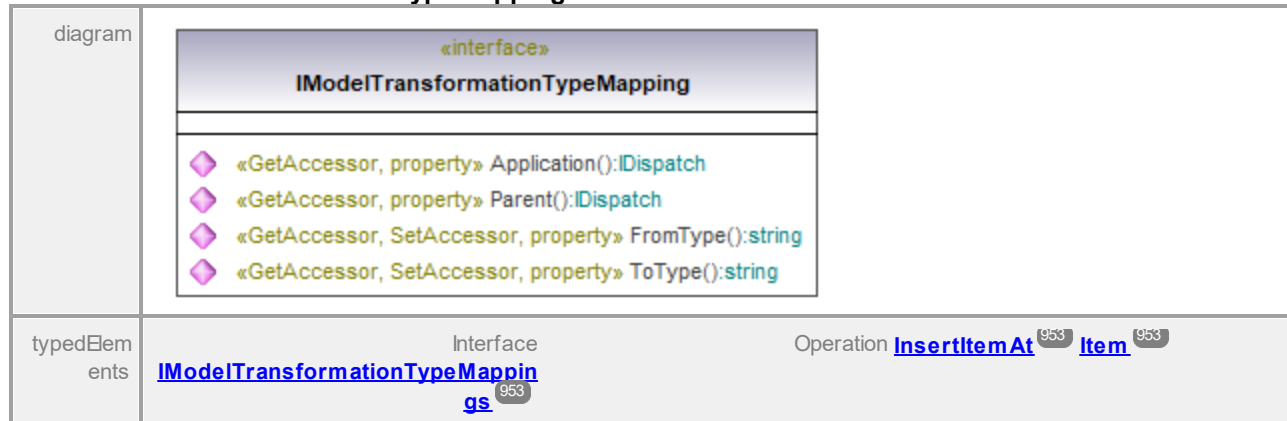 diagram
«interface»
IModelTransformationTypeMapping
«GetAccessor, property» Application():IDispatch
«GetAccessor, property» Parent():IDispatch
«GetAccessor, SetAccessor, property» FromType():string
«GetAccessor, SetAccessor, property» ToType():string
typedElem
ents
Interface
IModelTransformationTypeMappin
gs 953
Operation InsertItemAt 953 Item 953